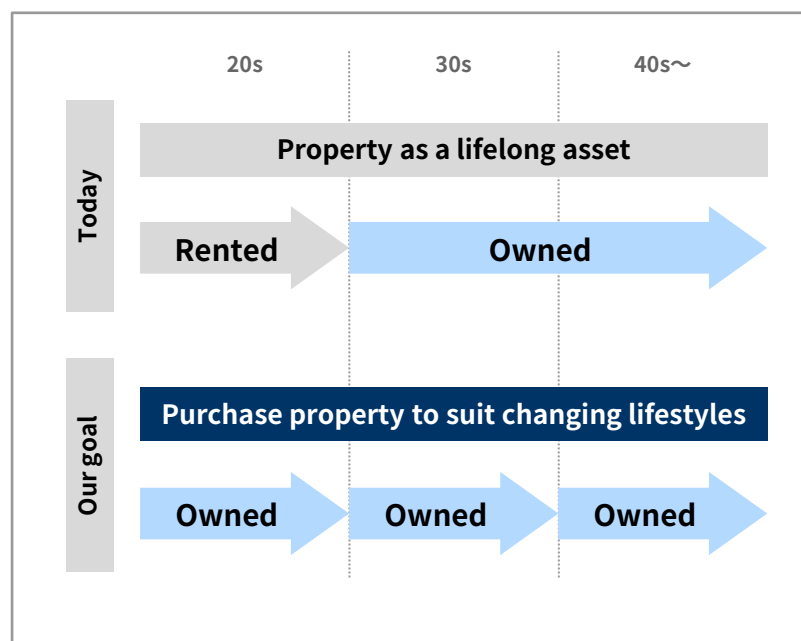 20s
30s
40s～
Today
Property as a lifelong asset
Rented
Owned
Our goal
Purchase property to suit changing lifestyles
Owned
Owned
Owned